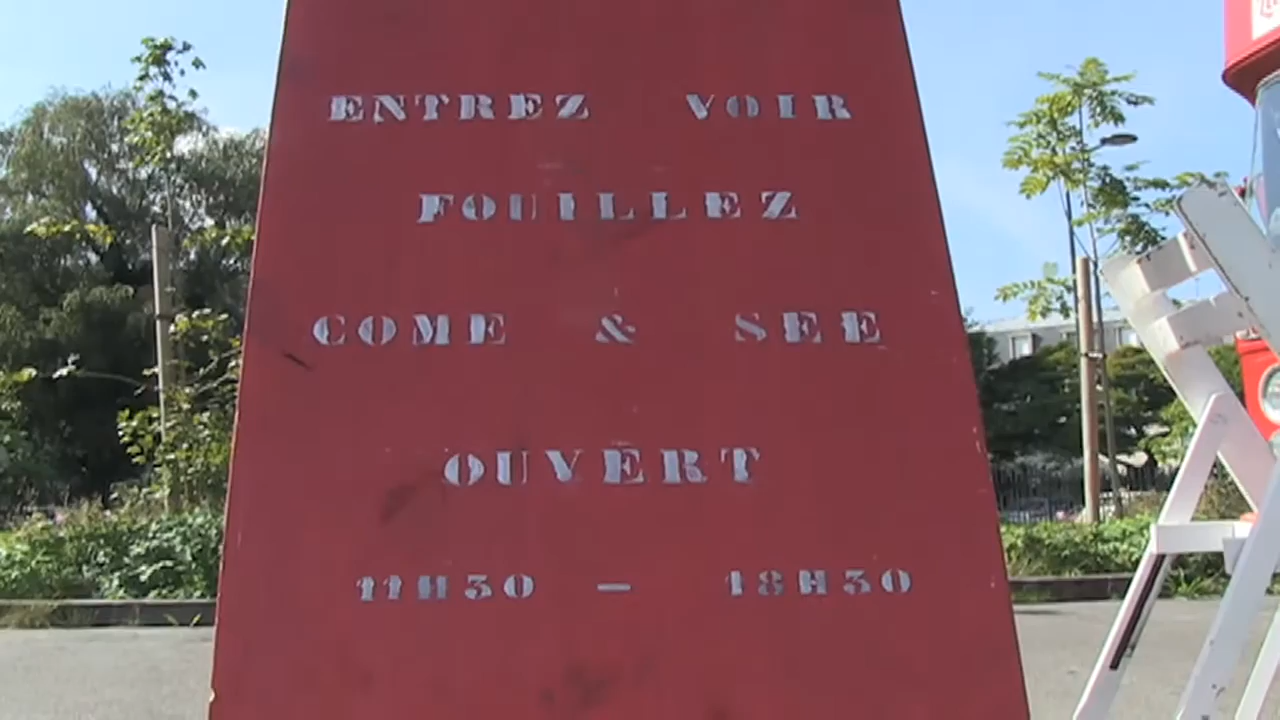 ENTREZ VOIR
FOUILLEZ
COME & SEE
OUVERT
11H30 — 18H30